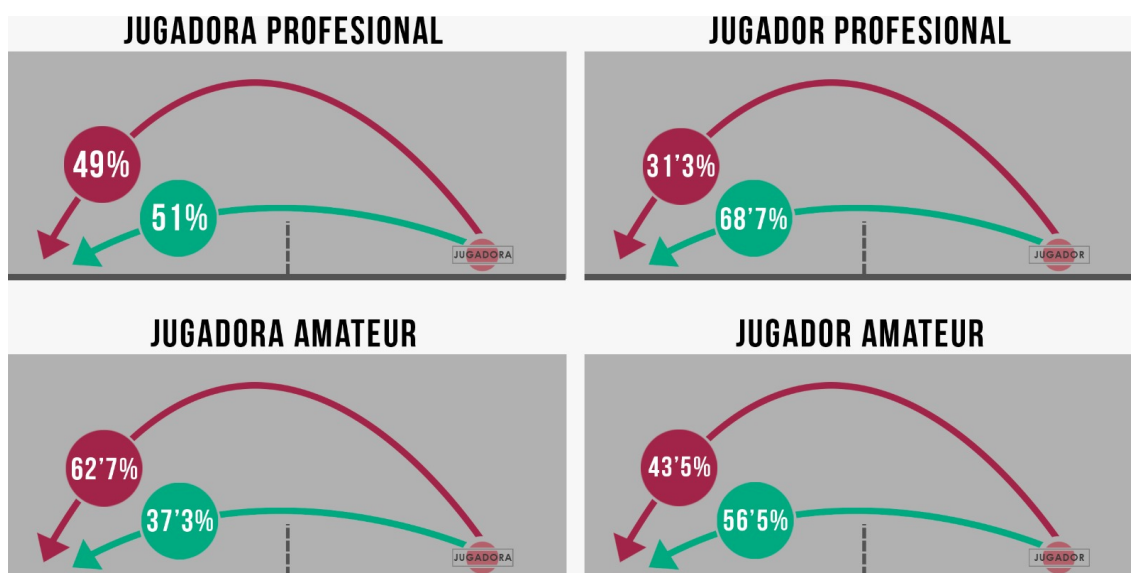 JUGADORA PROFESIONAL
49%
51%
JUGADORA
JUGADOR PROFESIONAL
31'3%
68'7%
JUGADOR
JUGADORA AMATEUR
62'7%
37'3%
JUGADORA
JUGADOR AMATEUR
43'5%
56'5%
JUGADOR